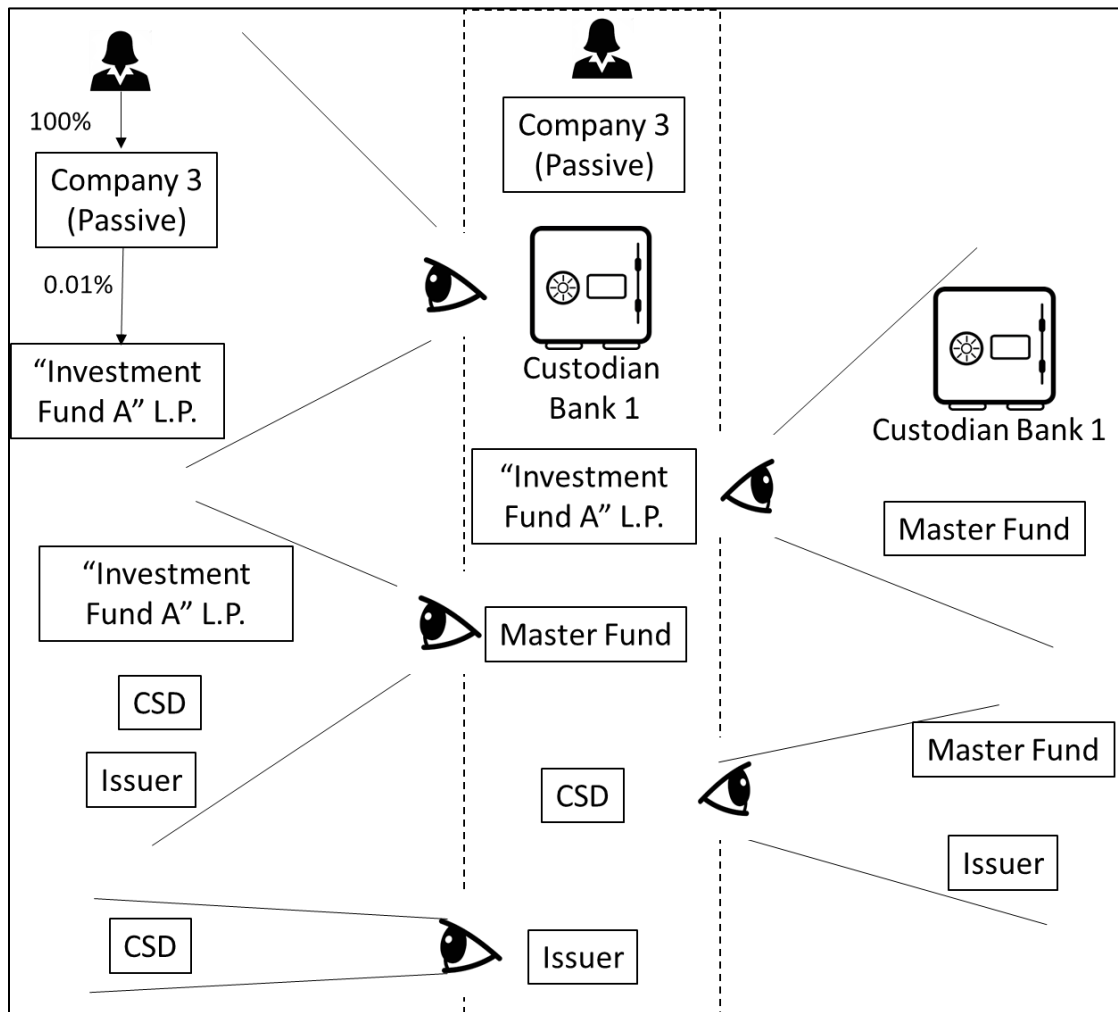 100%
Company 3
(Passive)
0.01%
“Investment
Fund A” L.P.
“Investment
Fund A” L.P.
CSD
Issuer
CSD
Company 3
(Passive)
Custodian
Bank 1
“Investment
Fund A” L.P.
Master Fund
CSD
Issuer
Custodian Bank 1
Master Fund
Master Fund
Issuer